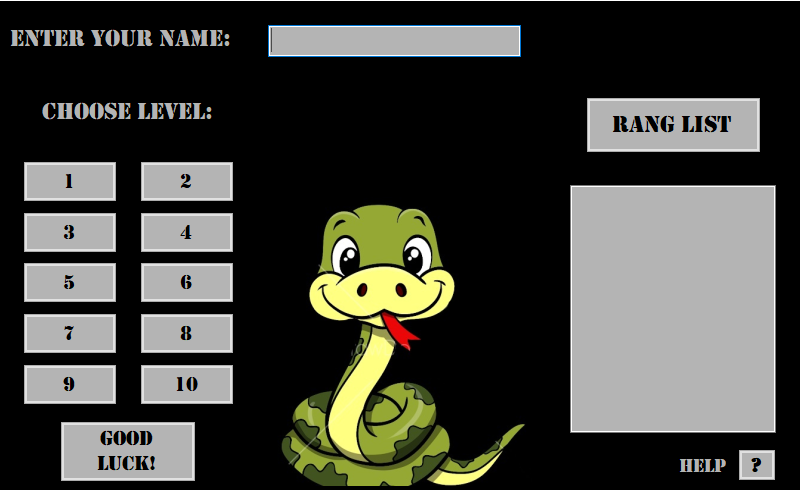 ENTER YOUR NAME:
CHOOSE LEVEL:
RANG LIST
1 2
3 4
5 6
7 8
9 10
GOOD
LUCK!
HELP ?